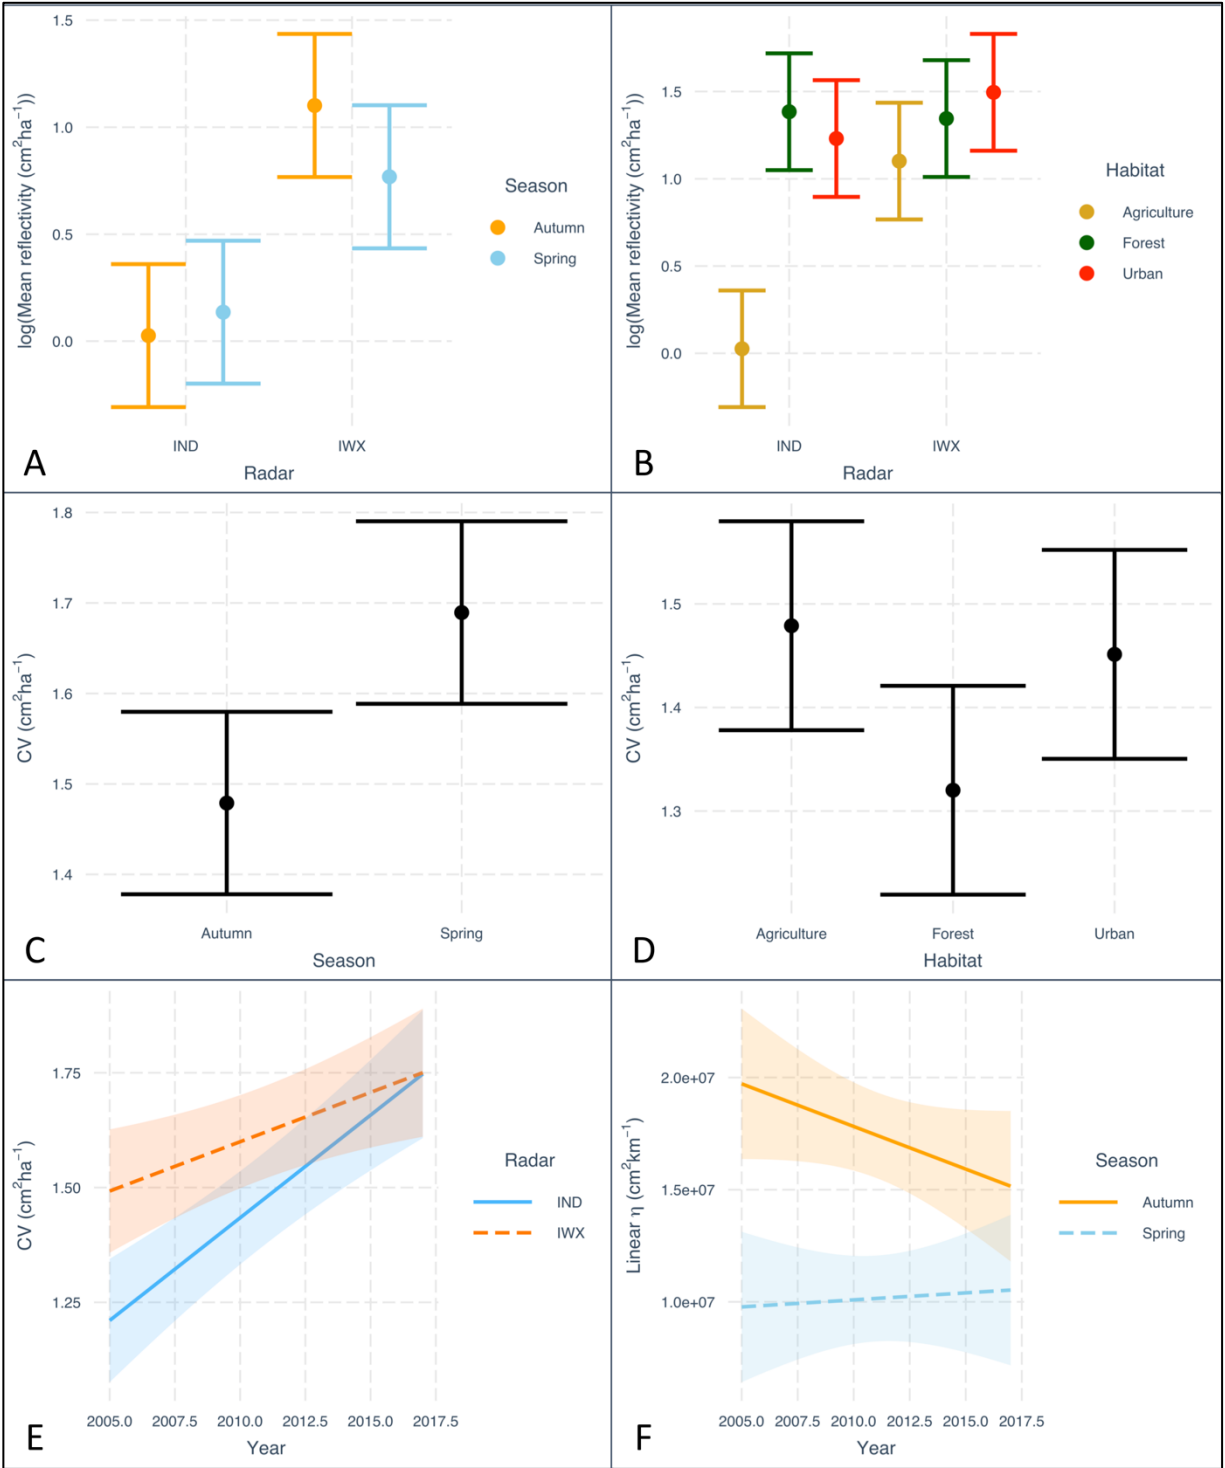 1.5
1.0
0.5
0.0
log(Mean reflectivity (cm²ha⁻¹))
IND IWX
Radar
Season
Autumn
Spring
A
1.5
1.0
0.5
0.0
log(Mean reflectivity (cm²ha⁻¹))
IND IWX
Radar
Habitat
Agriculture
Forest
Urban
B
1.8
1.7
1.6
1.5
1.4
CV (cm²ha⁻¹)
Autumn Spring
Season
C
1.5
1.4
1.3
CV (cm²ha⁻¹)
Agriculture Forest Urban
Habitat
D
1.75
1.50
1.25
CV (cm²ha⁻¹)
2005.0 2007.5 2010.0 2012.5 2015.0 2017.5
Year
Radar
IND
IWX
E
2.0e+07
1.5e+07
1.0e+07
Linear η (cm²km⁻¹)
2005.0 2007.5 2010.0 2012.5 2015.0 2017.5
Year
Season
Autumn
Spring
F